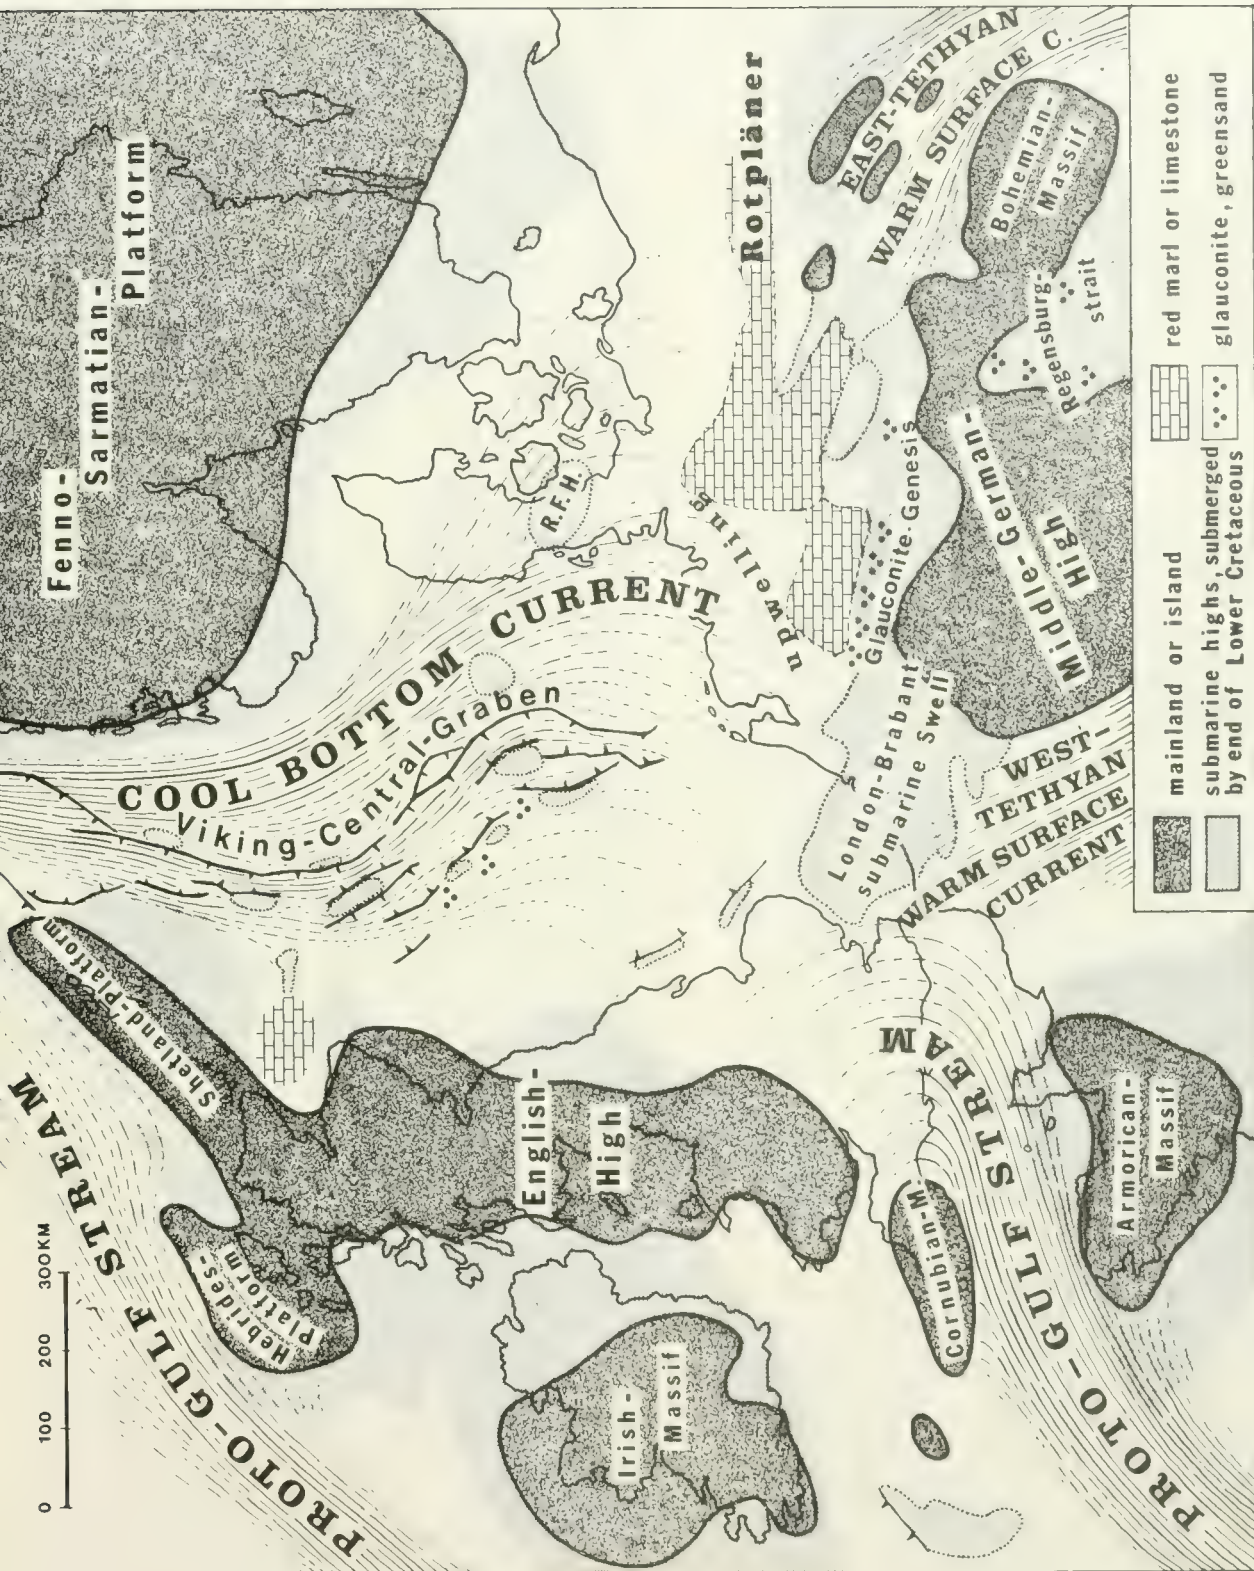 0 100 200 300 KM
PROTO-GULF STREAM
Hebrides-
Platform
Shetland-Platform
Fenno-
Sarmatian-
Platform
COOL BOTTOM CURRENT
Viking-Central-Graben
R.F.H.
Irish-
Massif
English-
High
upwelling
Rotpläner
Glauconite-Genesis
London-Brabant-
submarine Swell
EAST-TETHYAN
WARM SURFACE C.
Cornubian-M.
PROTO-GULF STREAM
WEST-
TETHYAN
WARM SURFACE
CURRENT
Middle-German-
High
Regensburg-
strait
Bohemian-
Massif
Armorican-
Massif
mainland or island
submarine highs, submerged
by end of Lower Cretaceous
red marl or limestone
glauconite, greensand